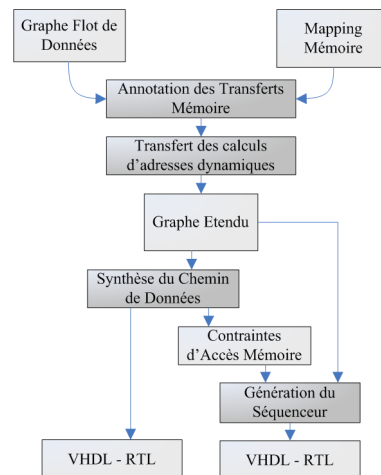 Graphe Flot de
Données
Mapping
Mémoire
Annotation des Transferts
Mémoire
Transfert des calculs
d'adresses dynamiques
Graphe Etendu
Synthèse du Chemin
de Données
Contraintes
d'Accès Mémoire
Génération du
Séquenceur
VHDL - RTL
VHDL - RTL